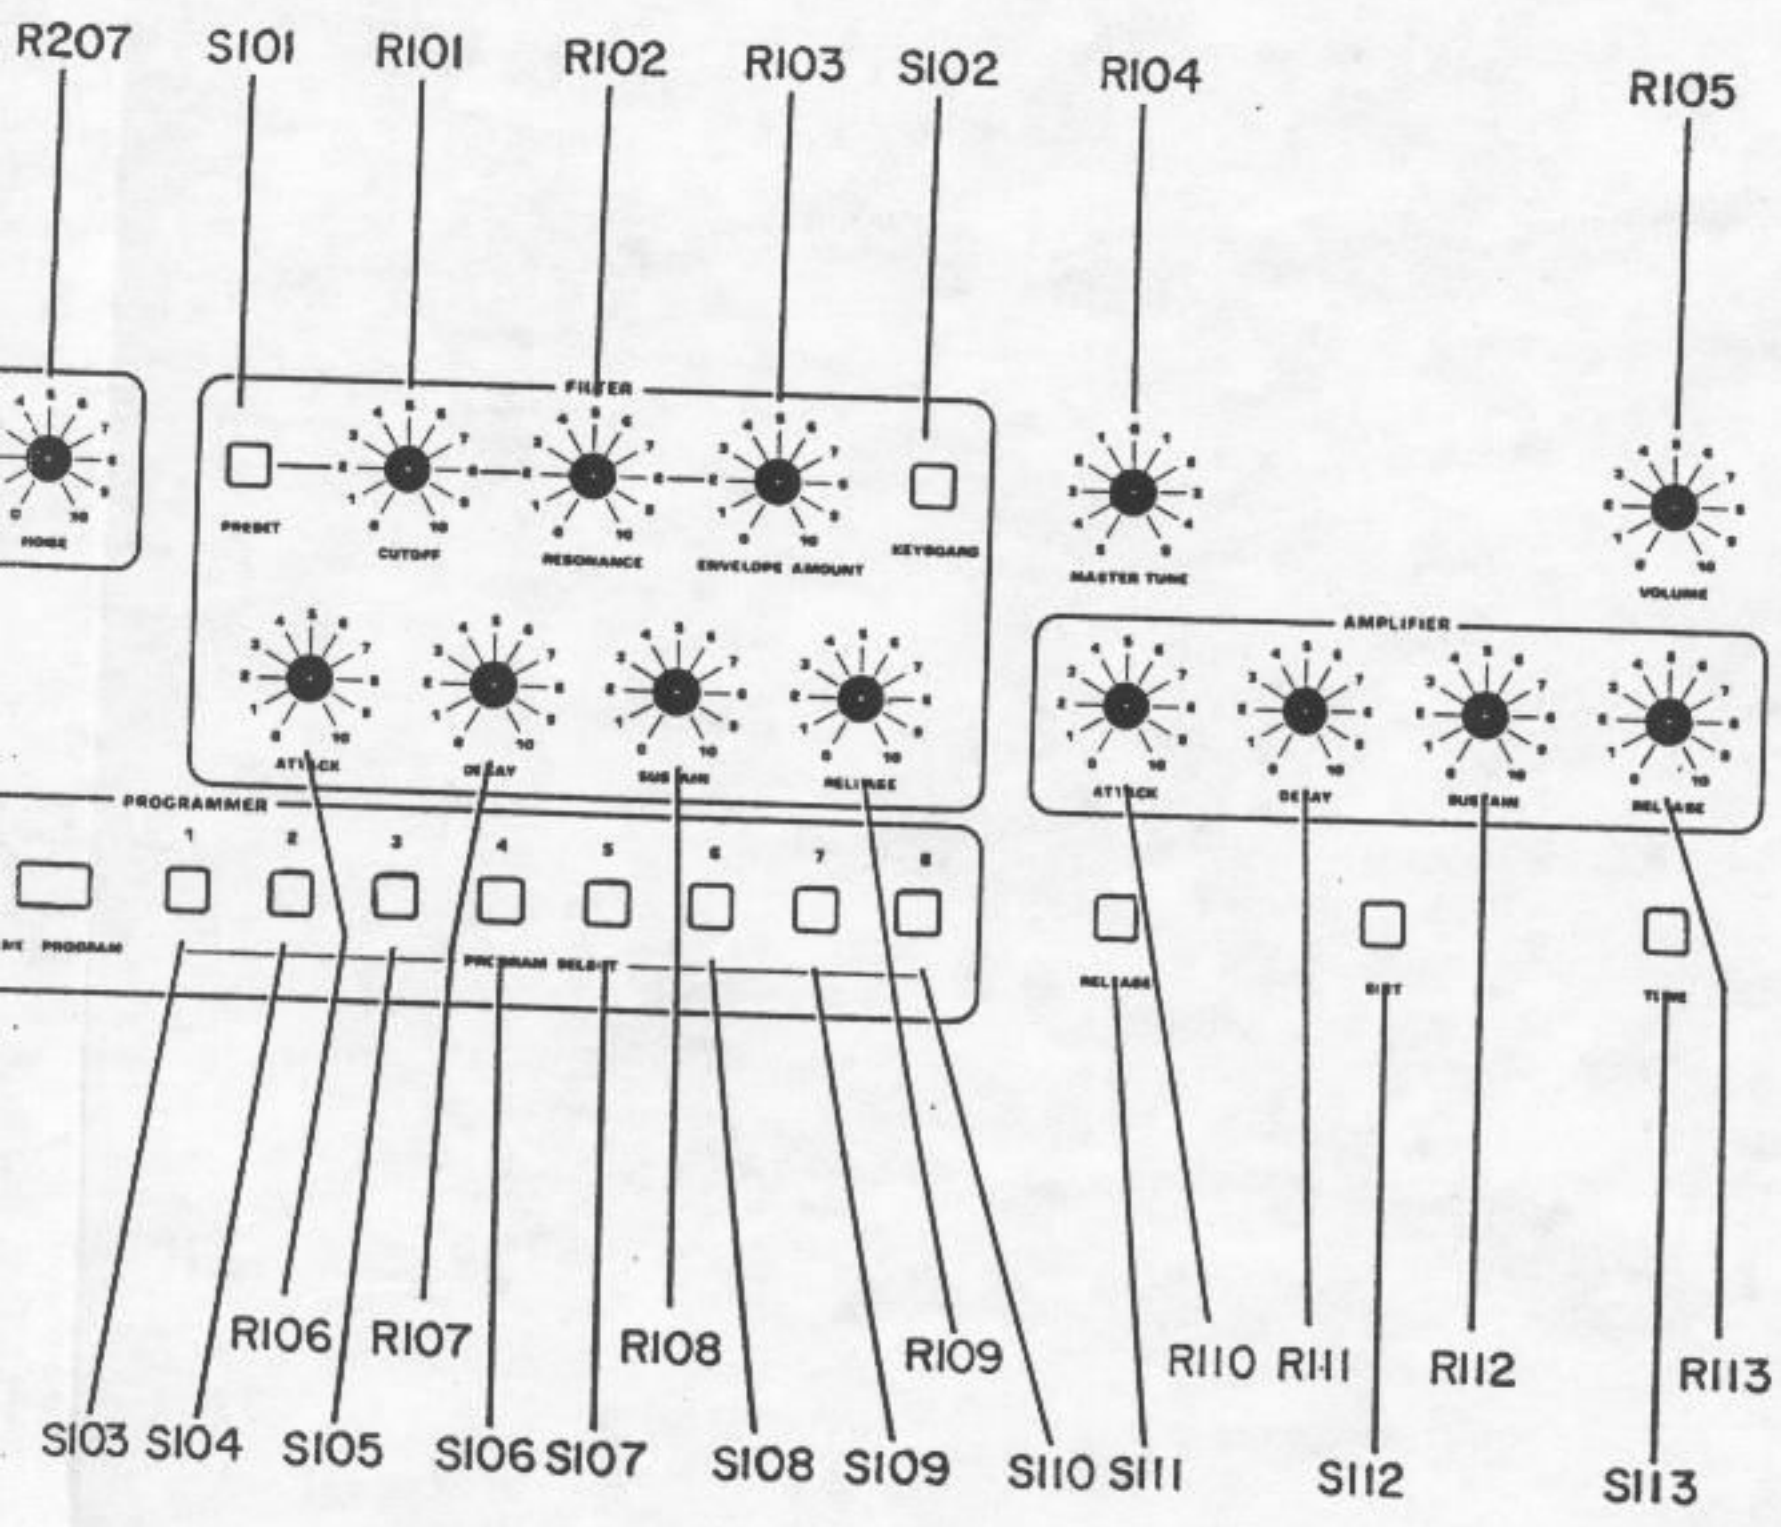 R207 S101 R101 R102 R103 S102 R104 R105
FILTER
NOISE
PRESET CUTOFF RESONANCE ENVELOPE AMOUNT KEYBOARD MASTER TUNE VOLUME
AMPLIFIER
ATTACK DECAY SUSTAIN RELEASE ATTACK DECAY SUSTAIN RELEASE
PROGRAMMER
1 2 3 4 5 6 7 8
PROGRAM PROGRAM SELECT RELEASE TUNE
R106 R107 R108 R109 R110 R111 R112 R113
S103 S104 S105 S106 S107 S108 S109 S110 S111 S112 S113